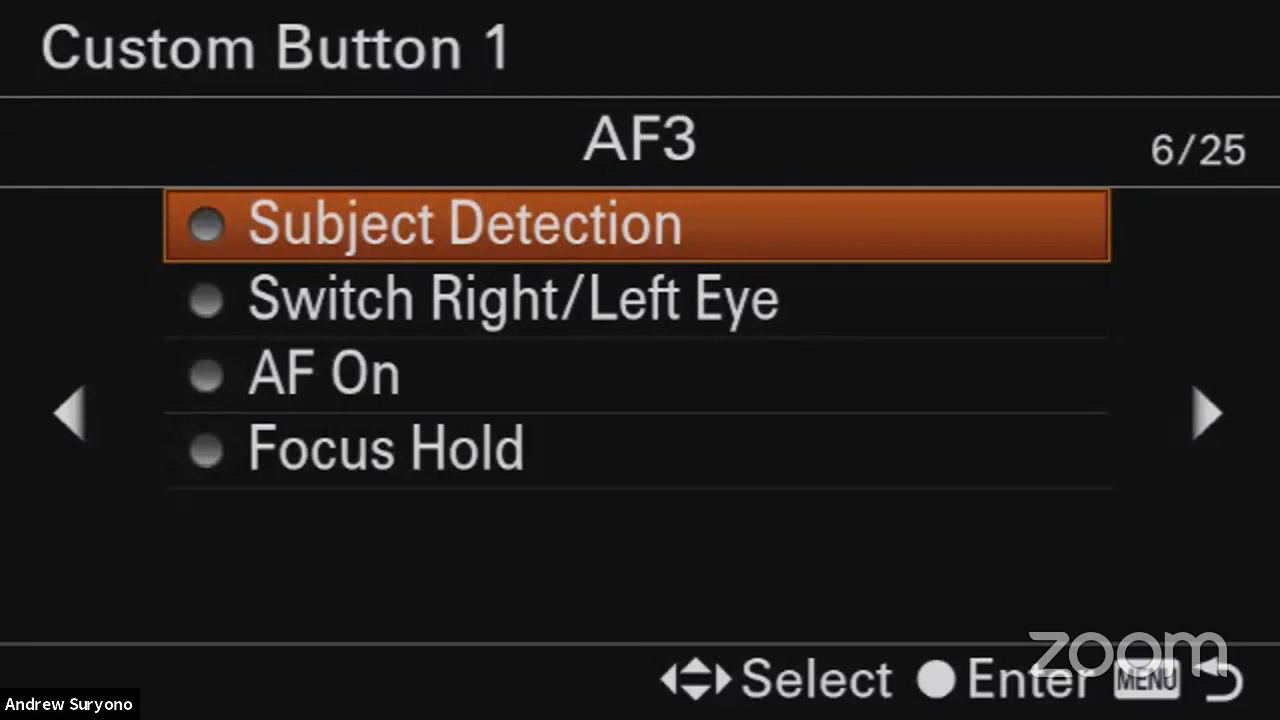 Custom Button 1
AF3
6/25
Subject Detection
Switch Right/Left Eye
AF On
Focus Hold
Select Enter MENU
zoom
Andrew Suryono